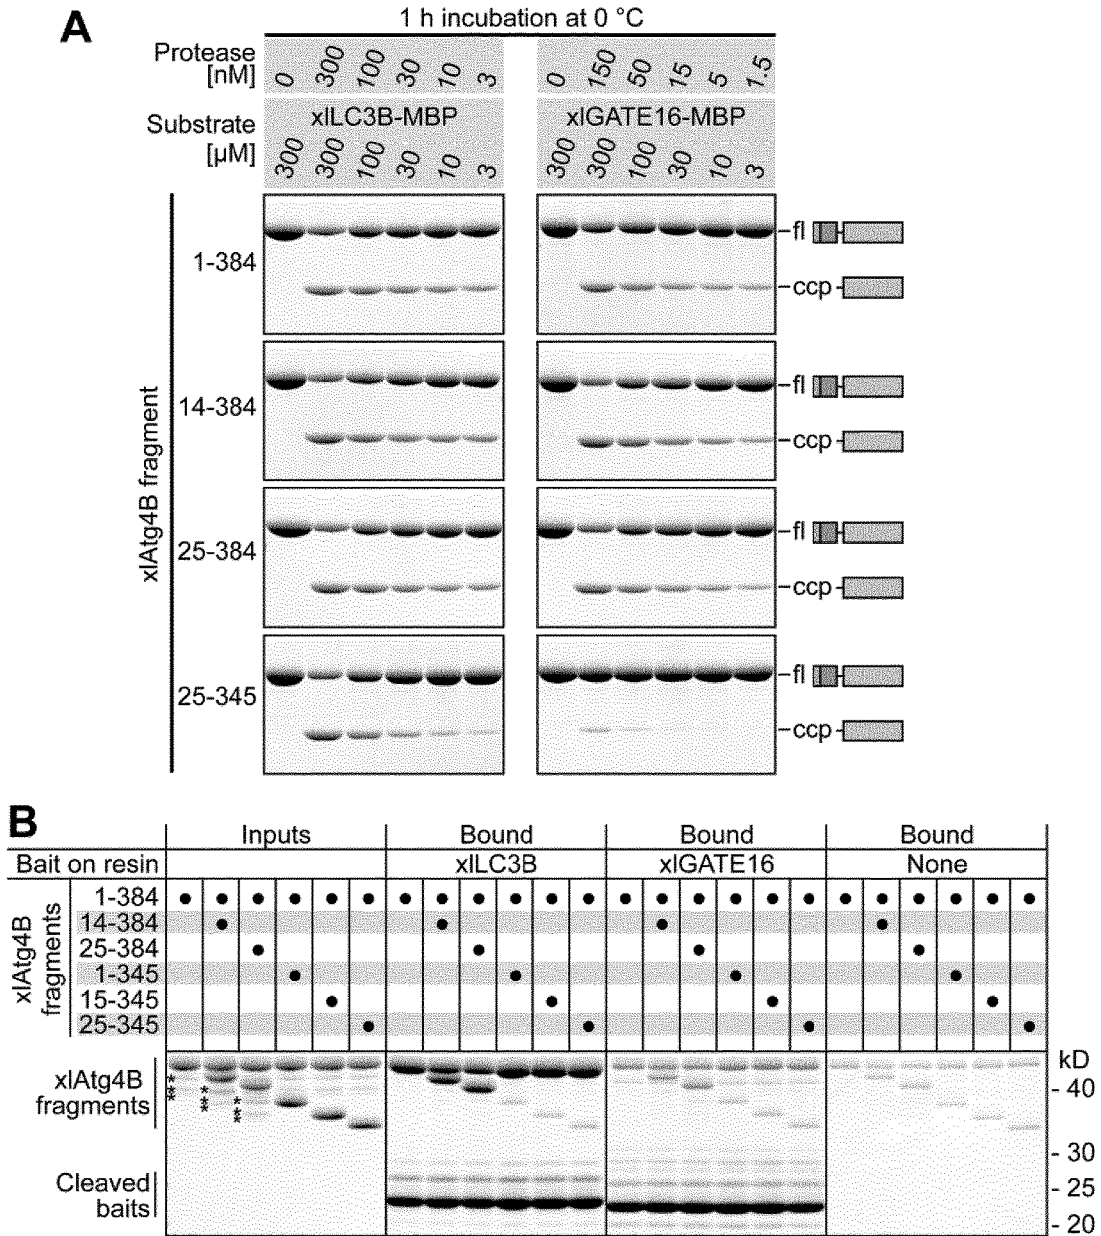 A
1 h incubation at 0 °C
Protease [nM]
0 300 100 30 10 3
0 150 50 15 5 1.5
Substrate [µM]
xlLC3B-MBP
xlGATE16-MBP
300 300 100 30 10 3
300 300 100 30 10 3
xlAtg4B fragment
1-384
-fl
-ccp
14-384
-fl
-ccp
25-384
-fl
-ccp
25-345
-fl
-ccp
B
Inputs Bound Bound Bound
Bait on resin xlLC3B xlGATE16 None
xlAtg4B fragments
1-384
14-384
25-384
1-345
15-345
25-345
kD
xlAtg4B fragments
***
***
***
- 40
- 30
Cleaved baits
- 25
- 20